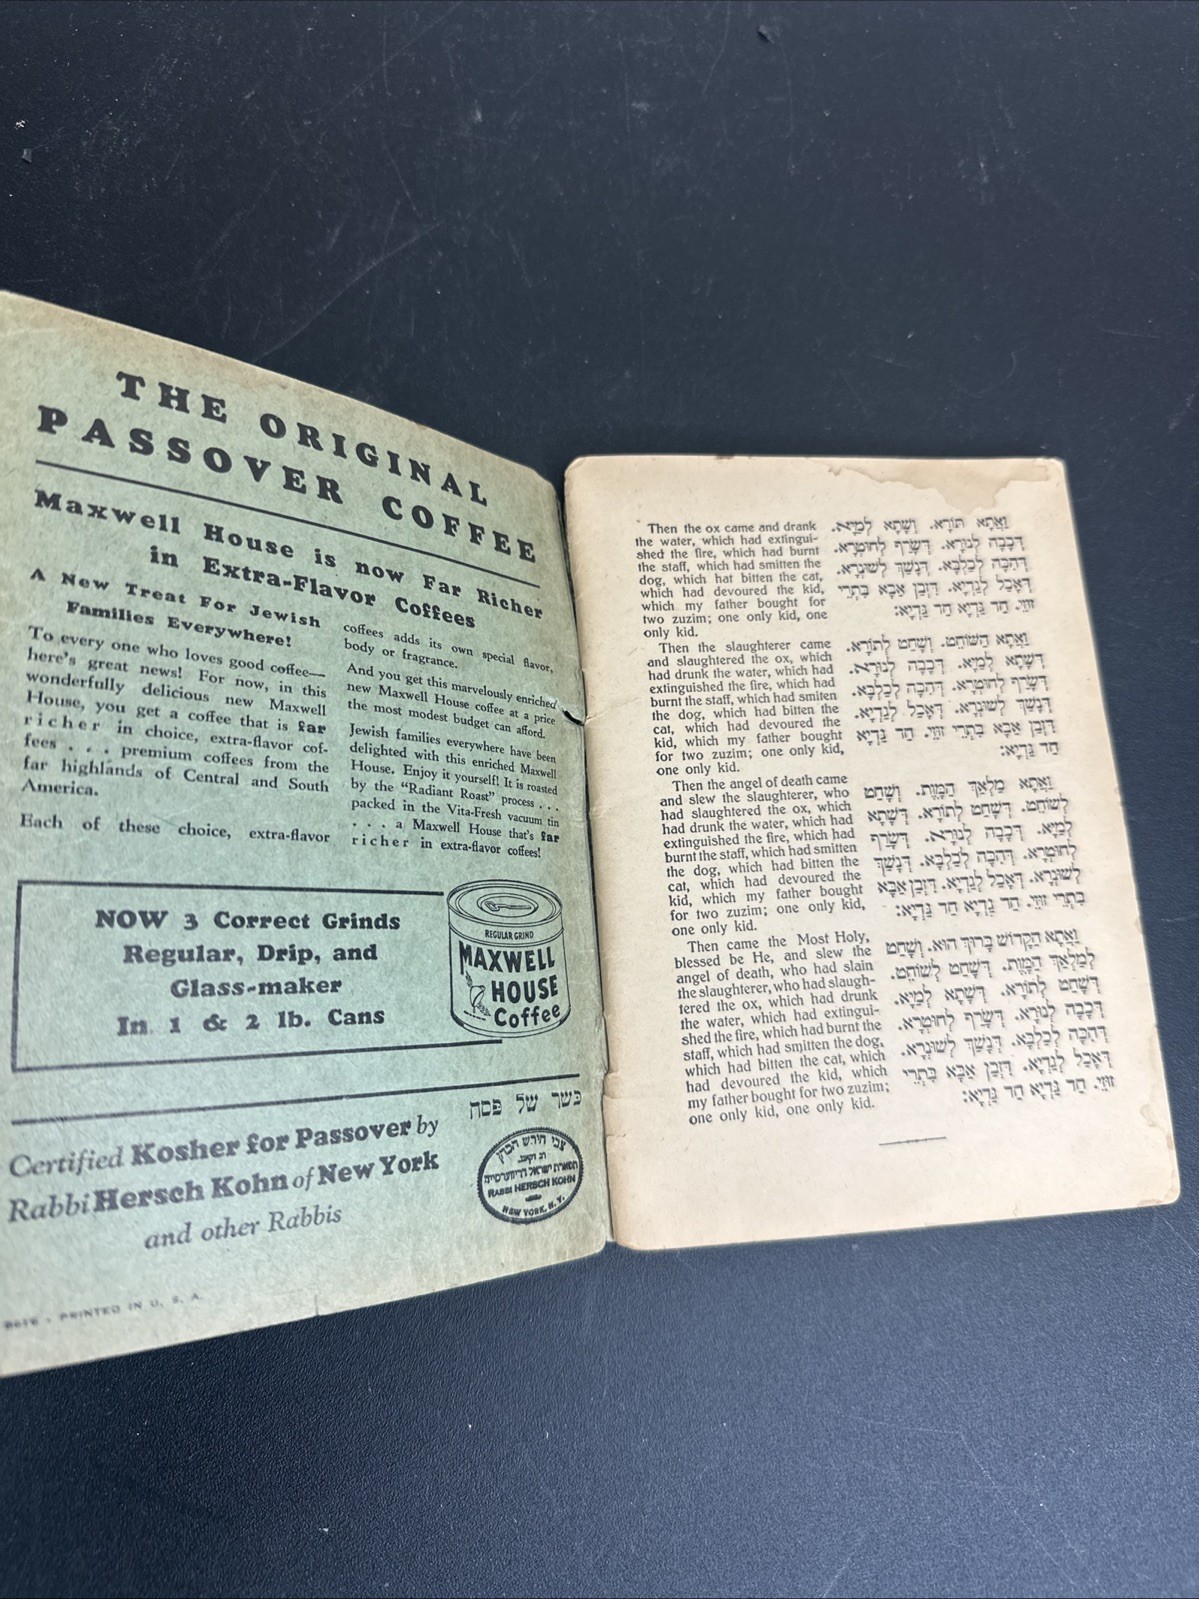 THE ORIGINAL
PASSOVER COFFEE
Maxwell House is now Far Richer
in Extra-Flavor Coffees
A New Treat For Jewish
Families Everywhere!
To every one who loves good coffee—
here's great news! For now, in this
wonderfully delicious new Maxwell
House, you get a coffee that is far
richer in choice, extra-flavor cof-
fees . . . premium coffees from the
far highlands of Central and South
America.
Each of these choice, extra-flavor
coffees adds its own special flavor,
body or fragrance.
And you get this marvelously enriched
new Maxwell House coffee at a price
the most modest budget can afford.
Jewish families everywhere have been
delighted with this enriched Maxwell
House. Enjoy it yourself! It is roasted
by the "Radiant Roast" process . . .
packed in the Vita-Fresh vacuum tin
. . . a Maxwell House that's far
richer in extra-flavor coffees!
NOW 3 Correct Grinds
Regular, Drip, and
Glass-maker
In 1 & 2 lb. Cans
REGULAR GRIND
MAXWELL
HOUSE
Coffee
כשר של פסח
Certified Kosher for Passover by
Rabbi Hersch Kohn of New York
and other Rabbis
צבי הירש הכהן
RABBI HERSCH KOHN
NEW YORK, N.Y.
PRINTED IN U. S. A.
Then the ox came and drank
the water, which had extingui-
shed the fire, which had burnt
the staff, which had smitten the
dog, which hat bitten the cat,
which had devoured the kid,
which my father bought for
two zuzim; one only kid, one
only kid.
וְאָתָא תוֹרָא. וְשָׁתָא לְמַיָּא.
דְּכָבָה לְנוּרָא. דְּשָׂרַף לְחוּטְרָא.
דְּהִכָּה לְכַלְבָּא. דְּנָשַׁךְ לְשׁוּנְרָא.
דְּאָכַל לְגַדְיָא. דְּזַבִּן אַבָּא בִּתְרֵי
זוּזֵי. חַד גַּדְיָא חַד גַּדְיָא:
Then the slaughterer came
and slaughtered the ox, which
had drunk the water, which had
extinguished the fire, which had
burnt the staff, which had smiten
the dog, which had bitten the
cat, which had devoured the
kid, which my father bought
for two zuzim; one only kid,
one only kid.
וְאָתָא הַשּׁוֹחֵט. וְשָׁחַט לְתוֹרָא.
דְּשָׁתָא לְמַיָּא. דְּכָבָה לְנוּרָא.
דְּשָׂרַף לְחוּטְרָא. דְּהִכָּה לְכַלְבָּא.
דְּנָשַׁךְ לְשׁוּנְרָא. דְּאָכַל לְגַדְיָא.
דְּזַבִּן אַבָּא בִּתְרֵי זוּזֵי. חַד גַּדְיָא
חַד גַּדְיָא:
Then the angel of death came
and slew the slaughterer, who
had slaughtered the ox, which
had drunk the water, which had
extinguished the fire, which had
burnt the staff, which had smitten
the dog, which had bitten the
cat, which had devoured the
kid, which my father bought
for two zuzim; one only kid,
one only kid.
וְאָתָא מַלְאַךְ הַמָּוֶת. וְשָׁחַט
לְשׁוֹחֵט. דְּשָׁחַט לְתוֹרָא. דְּשָׁתָא
לְמַיָּא. דְּכָבָה לְנוּרָא. דְּשָׂרַף
לְחוּטְרָא. דְּהִכָּה לְכַלְבָּא. דְּנָשַׁךְ
לְשׁוּנְרָא. דְּאָכַל לְגַדְיָא. דְּזַבִּן אַבָּא
בִּתְרֵי זוּזֵי. חַד גַּדְיָא חַד גַּדְיָא:
Then came the Most Holy,
blessed be He, and slew the
angel of death, who had slain
the slaughterer, who had slaugh-
tered the ox, which had drunk
the water, which had extingui-
shed the fire, which had burnt the
staff, which had smitten the dog,
which had bitten the cat, which
had devoured the kid, which
my father bought for two zuzim;
one only kid, one only kid.
וְאָתָא הַקָּדוֹשׁ בָּרוּךְ הוּא. וְשָׁחַט
לְמַלְאַךְ הַמָּוֶת. דְּשָׁחַט לְשׁוֹחֵט.
דְּשָׁחַט לְתוֹרָא. דְּשָׁתָא לְמַיָּא.
דְּכָבָה לְנוּרָא. דְּשָׂרַף לְחוּטְרָא.
דְּהִכָּה לְכַלְבָּא. דְּנָשַׁךְ לְשׁוּנְרָא.
דְּאָכַל לְגַדְיָא. דְּזַבִּן אַבָּא בִּתְרֵי
זוּזֵי. חַד גַּדְיָא חַד גַּדְיָא: